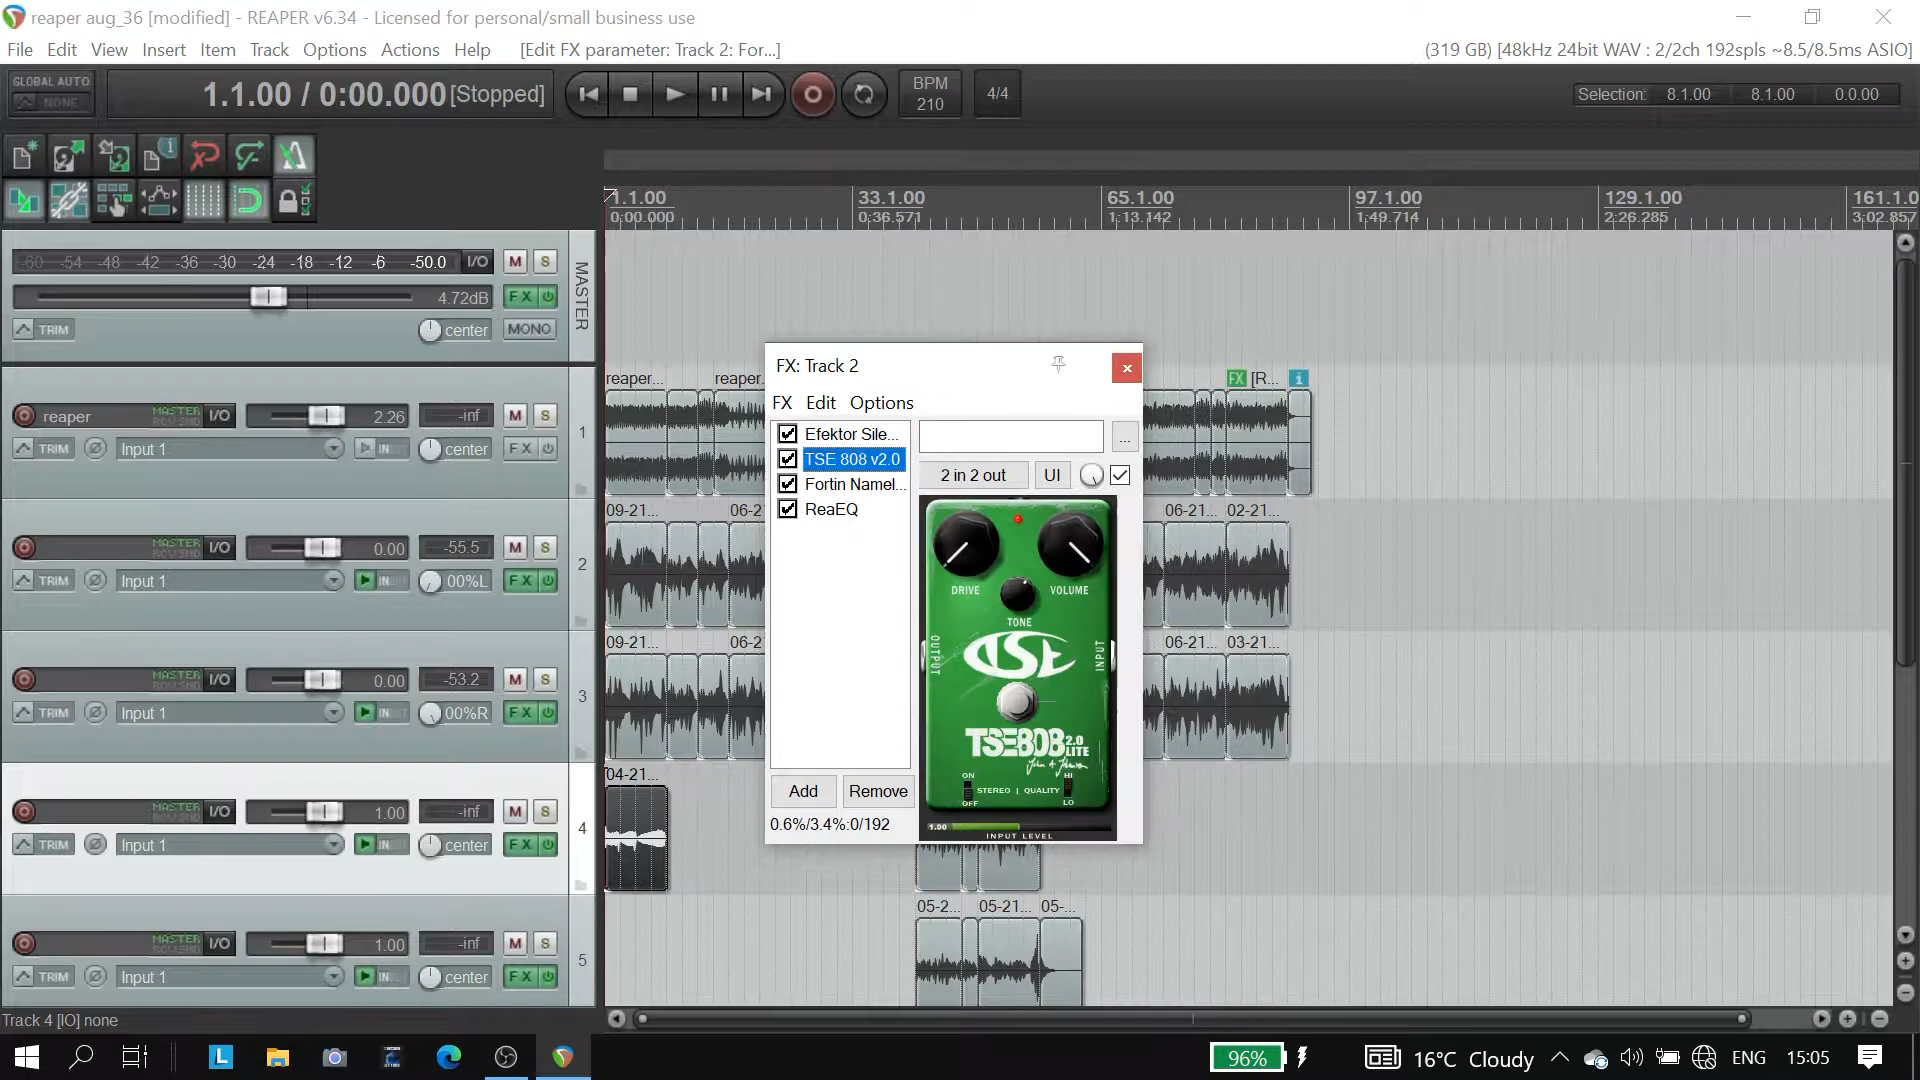 reaper aug_36 [modified] - REAPER v6.34 - Licensed for personal/small business use
File Edit View Insert Item Track Options Actions Help [Edit FX parameter: Track 2: For...] (319 GB) [48kHz 24bit WAV : 2/2ch 192spls ~8.5/8.5ms ASIO]
GLOBAL AUTO
NONE
1.1.00 / 0:00.000 [Stopped]
BPM
210
4/4
Selection: 8.1.00 8.1.00 0.0.00
1.1.00 33.1.00 65.1.00 97.1.00 129.1.00 161.1.0
0:00.000 0:36.571 1:13.142 1:49.714 2:26.285 3:02.857
-60 -54 -48 -42 -36 -30 -24 -18 -12 -6 -50.0 I/O M S
MASTER
4.72dB FX
TRIM center MONO
reaper... reaper. FX [R... i
reaper MASTER I/O 2.26 -inf M S 1
TRIM Input 1 IN center FX
09-21... 06-2 06-21... 02-21...
MASTER I/O 0.00 -55.5 M S 2
TRIM Input 1 IN 00%L FX
09-21... 06-2 06-21... 03-21...
MASTER I/O 0.00 -53.2 M S 3
TRIM Input 1 IN 00%R FX
04-21...
MASTER I/O 1.00 -inf M S 4
TRIM Input 1 IN center FX
05-2... 05-21... 05-...
MASTER I/O 1.00 -inf M S 5
TRIM Input 1 IN center FX
FX: Track 2
FX Edit Options
Efektor Sile...
TSE 808 v2.0
Fortin Namel...
ReaEQ
...
2 in 2 out UI
DRIVE VOLUME
TONE
OUTPUT TSE INPUT
TSE808 2.0
LITE
ON HI
STEREO | QUALITY
OFF LO
1.00
INPUT LEVEL
Add Remove
0.6%/3.4%:0/192
Track 4 [IO] none
L 96% 16°C Cloudy ENG 15:05